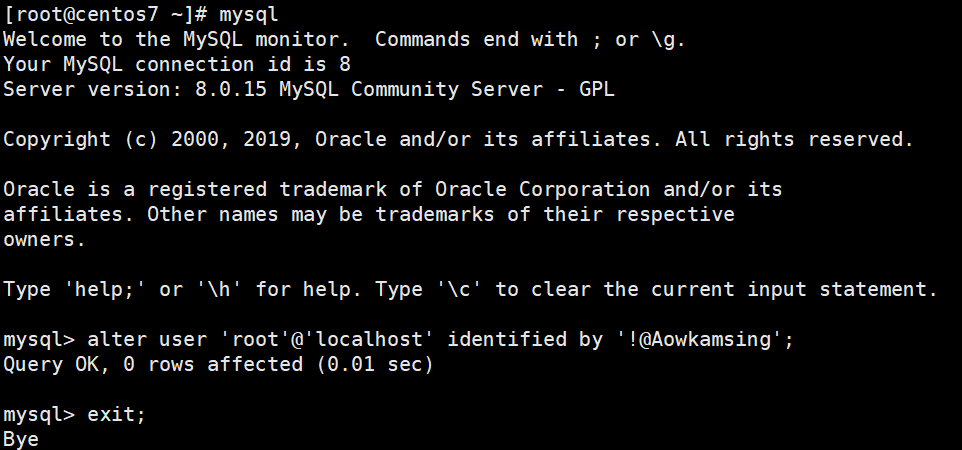 [root@centos7 ~]# mysql
Welcome to the MySQL monitor.  Commands end with ; or \g.
Your MySQL connection id is 8
Server version: 8.0.15 MySQL Community Server - GPL

Copyright (c) 2000, 2019, Oracle and/or its affiliates. All rights reserved.

Oracle is a registered trademark of Oracle Corporation and/or its
affiliates. Other names may be trademarks of their respective
owners.

Type 'help;' or '\h' for help. Type '\c' to clear the current input statement.

mysql> alter user 'root'@'localhost' identified by '!@Aowkamsing';
Query OK, 0 rows affected (0.01 sec)

mysql> exit;
Bye